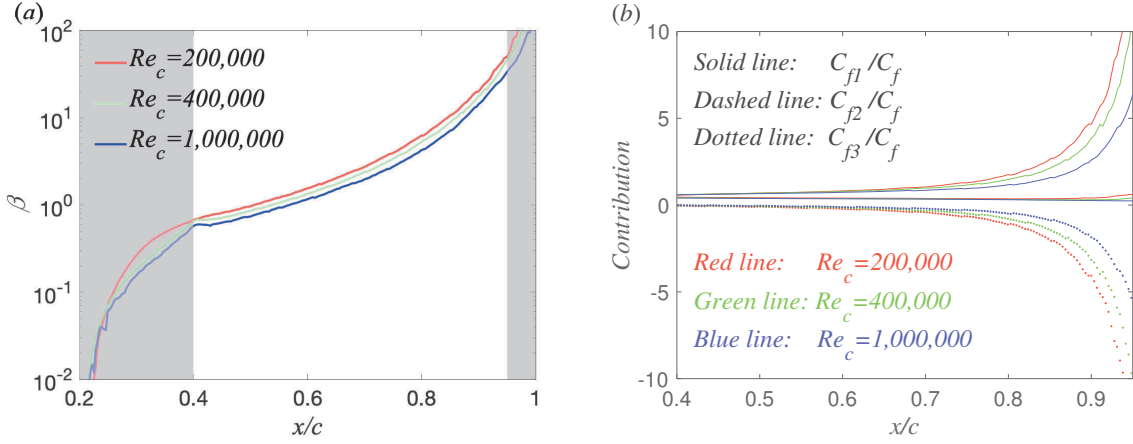 (a)
10^2
10^1
10^0
10^-1
10^-2
β
Re_c=200,000
Re_c=400,000
Re_c=1,000,000
0.2 0.4 0.6 0.8 1
x/c
(b)
10
5
0
-5
-10
Contribution
Solid line: C_f1/C_f
Dashed line: C_f2/C_f
Dotted line: C_f3/C_f
Red line: Re_c=200,000
Green line: Re_c=400,000
Blue line: Re_c=1,000,000
0.4 0.5 0.6 0.7 0.8 0.9
x/c